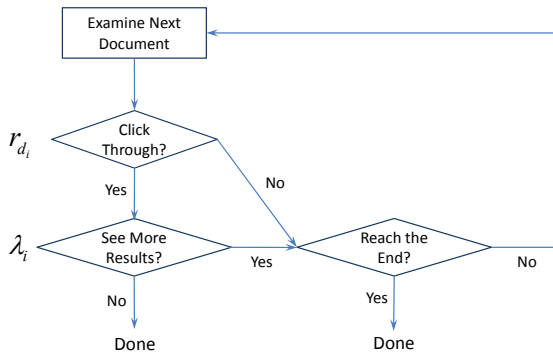 Examine Next
Document
r_{d_i}
Click
Through?
Yes
No
λ_i
See More
Results?
Yes
Reach the
End?
No
No
Yes
Done
Done